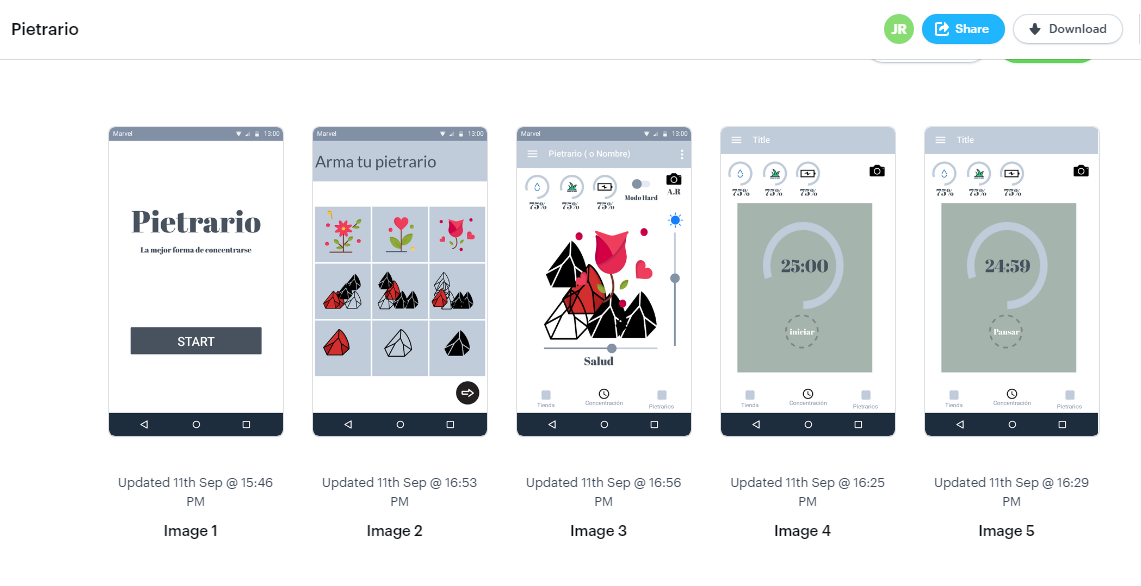 Pietrario
JR
Share
Download
Marvel
13:00
Pietrario
La mejor forma de concentrarse
START
Marvel
13:00
Arma tu pietrario
Marvel
13:00
Pietrario ( o Nombre)
75%
75%
75%
Modo Hard
A.R
Salud
Tienda
Concentración
Pietrarios
Title
75%
75%
75%
25:00
iniciar
Tienda
Concentración
Pietrarios
Title
75%
75%
75%
24:59
Pausar
Tienda
Concentración
Pietrarios
Updated 11th Sep @ 15:46
PM
Image 1
Updated 11th Sep @ 16:53
PM
Image 2
Updated 11th Sep @ 16:56
PM
Image 3
Updated 11th Sep @ 16:25
PM
Image 4
Updated 11th Sep @ 16:29
PM
Image 5